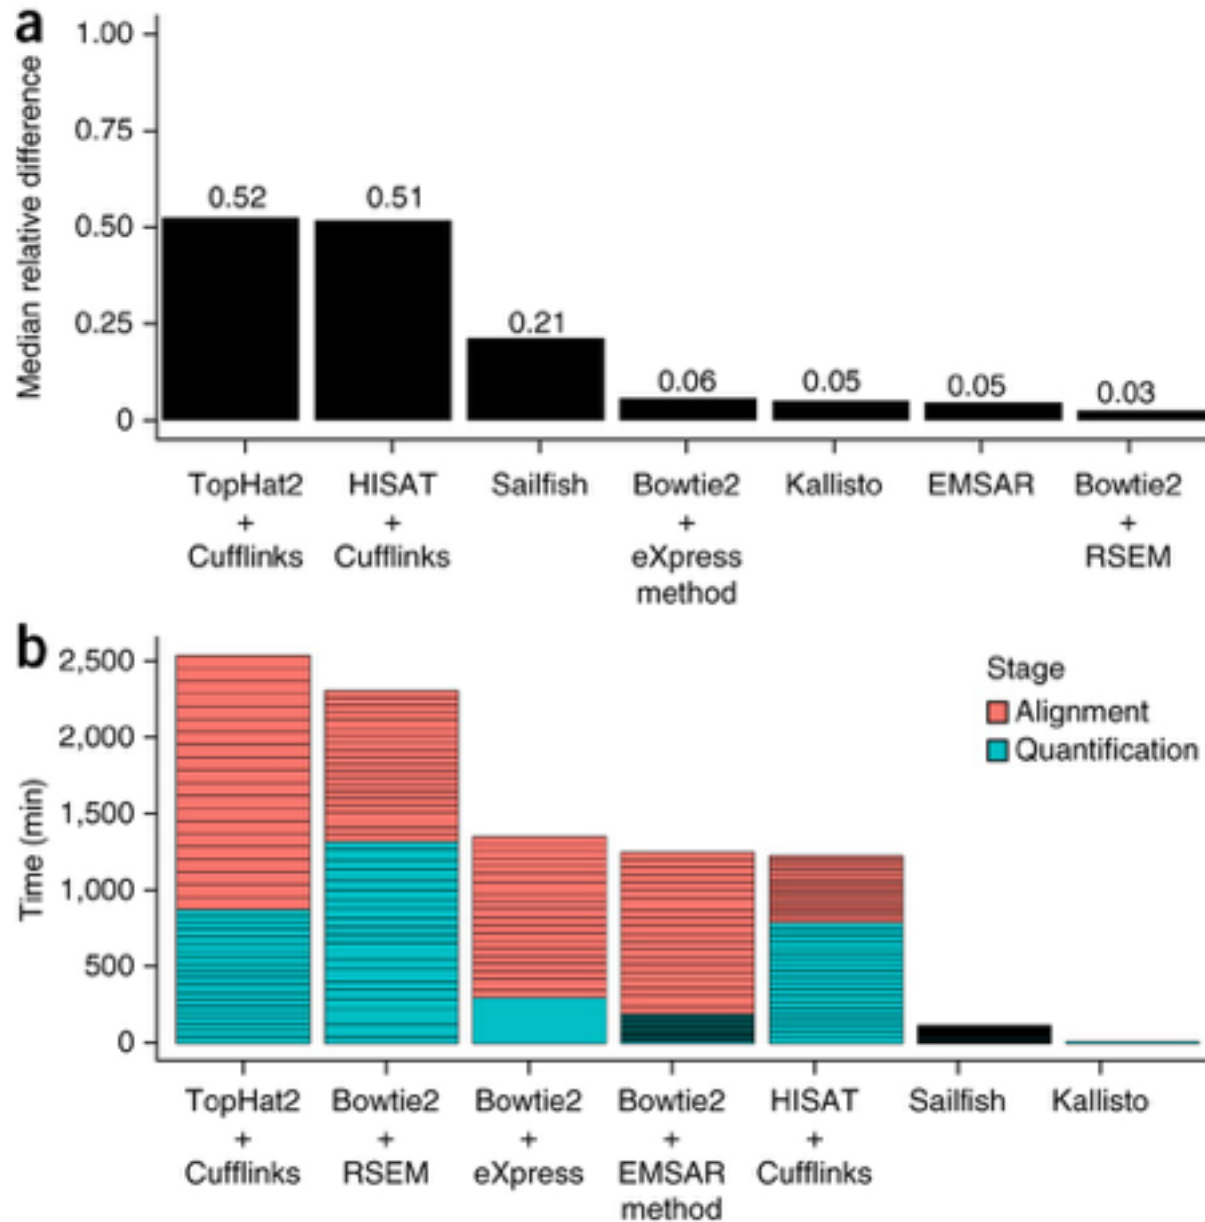 a
Median relative difference
1.00
0.75
0.50
0.25
0
0.52
0.51
0.21
0.06
0.05
0.05
0.03
TopHat2
+
Cufflinks
HISAT
+
Cufflinks
Sailfish
Bowtie2
+
eXpress
method
Kallisto
EMSAR
Bowtie2
+
RSEM
b
Time (min)
2,500
2,000
1,500
1,000
500
0
Stage
Alignment
Quantification
TopHat2
+
Cufflinks
Bowtie2
+
RSEM
Bowtie2
+
eXpress
Bowtie2
+
EMSAR
method
HISAT
+
Cufflinks
Sailfish
Kallisto